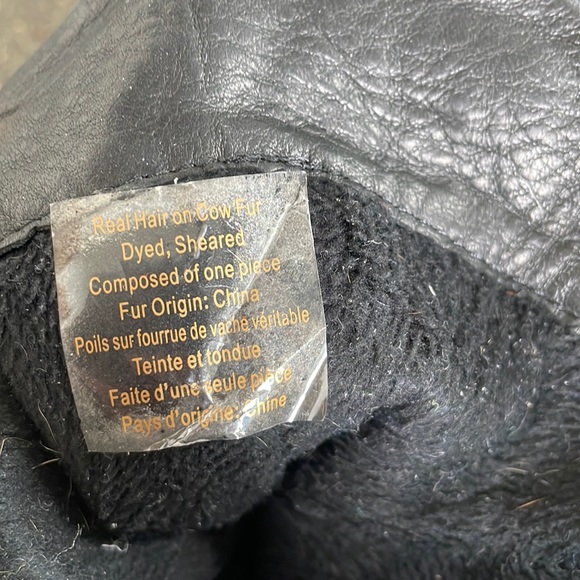 Real Hair on Cow Fur
Dyed, Sheared
Composed of one piece
Fur Origin: China
Poils sur fourrue de vache véritable
Teinte et tondue
Faite d'une seule pièce
Pays d'origine: Chine